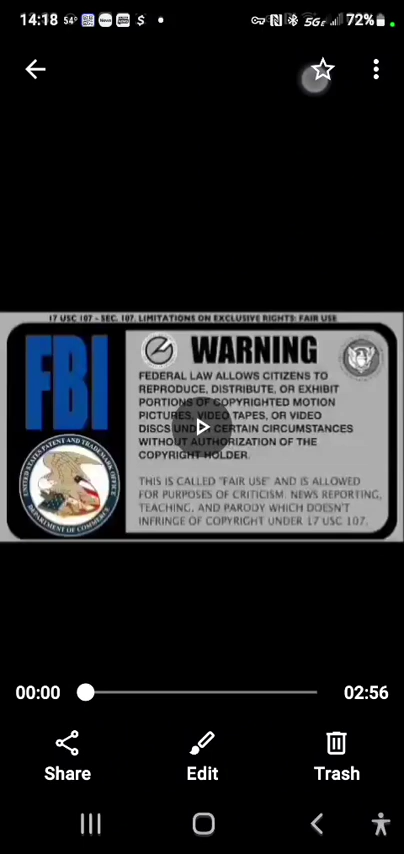 14:18 54° $ 5GE 72%
17 USC 107 - SEC. 107. LIMITATIONS ON EXCLUSIVE RIGHTS: FAIR USE
FBI
WARNING
FEDERAL LAW ALLOWS CITIZENS TO
REPRODUCE, DISTRIBUTE, OR EXHIBIT
PORTIONS OF COPYRIGHTED MOTION
PICTURES, VIDEO TAPES, OR VIDEO
DISCS UNDER CERTAIN CIRCUMSTANCES
WITHOUT AUTHORIZATION OF THE
COPYRIGHT HOLDER.
THIS IS CALLED "FAIR USE" AND IS ALLOWED
FOR PURPOSES OF CRITICISM, NEWS REPORTING,
TEACHING, AND PARODY WHICH DOESN'T
INFRINGE OF COPYRIGHT UNDER 17 USC 107.
UNITED STATES PATENT AND TRADEMARK OFFICE
DEPARTMENT OF COMMERCE
00:00 02:56
Share Edit Trash